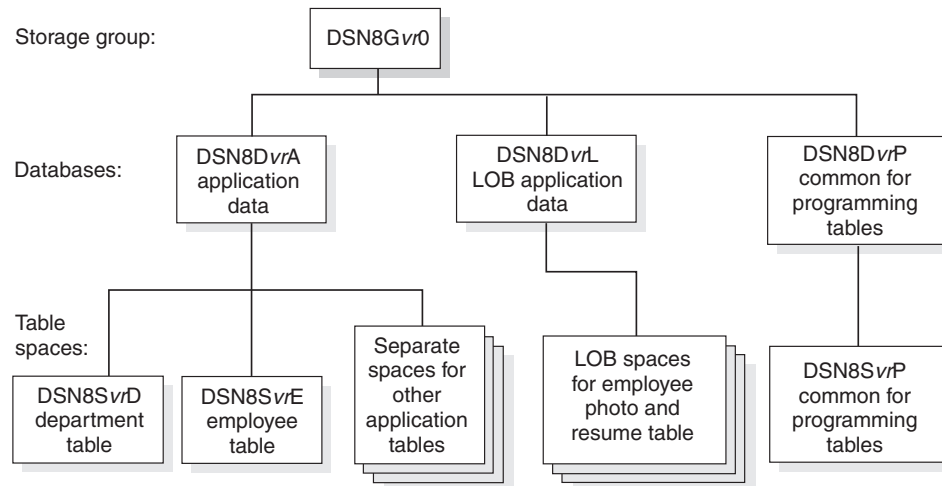 Storage group:
DSN8Gvr0
Databases:
DSN8DvrA
application
data
DSN8DvrL
LOB application
data
DSN8DvrP
common for
programming
tables
Table
spaces:
DSN8SvrD
department
table
DSN8SvrE
employee
table
Separate
spaces for
other
application
tables
LOB spaces
for employee
photo and
resume table
DSN8SvrP
common for
programming
tables